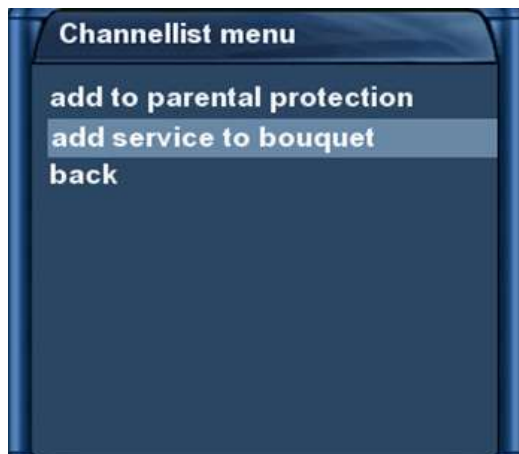 Channellist menu
add to parental protection
add service to bouquet
back